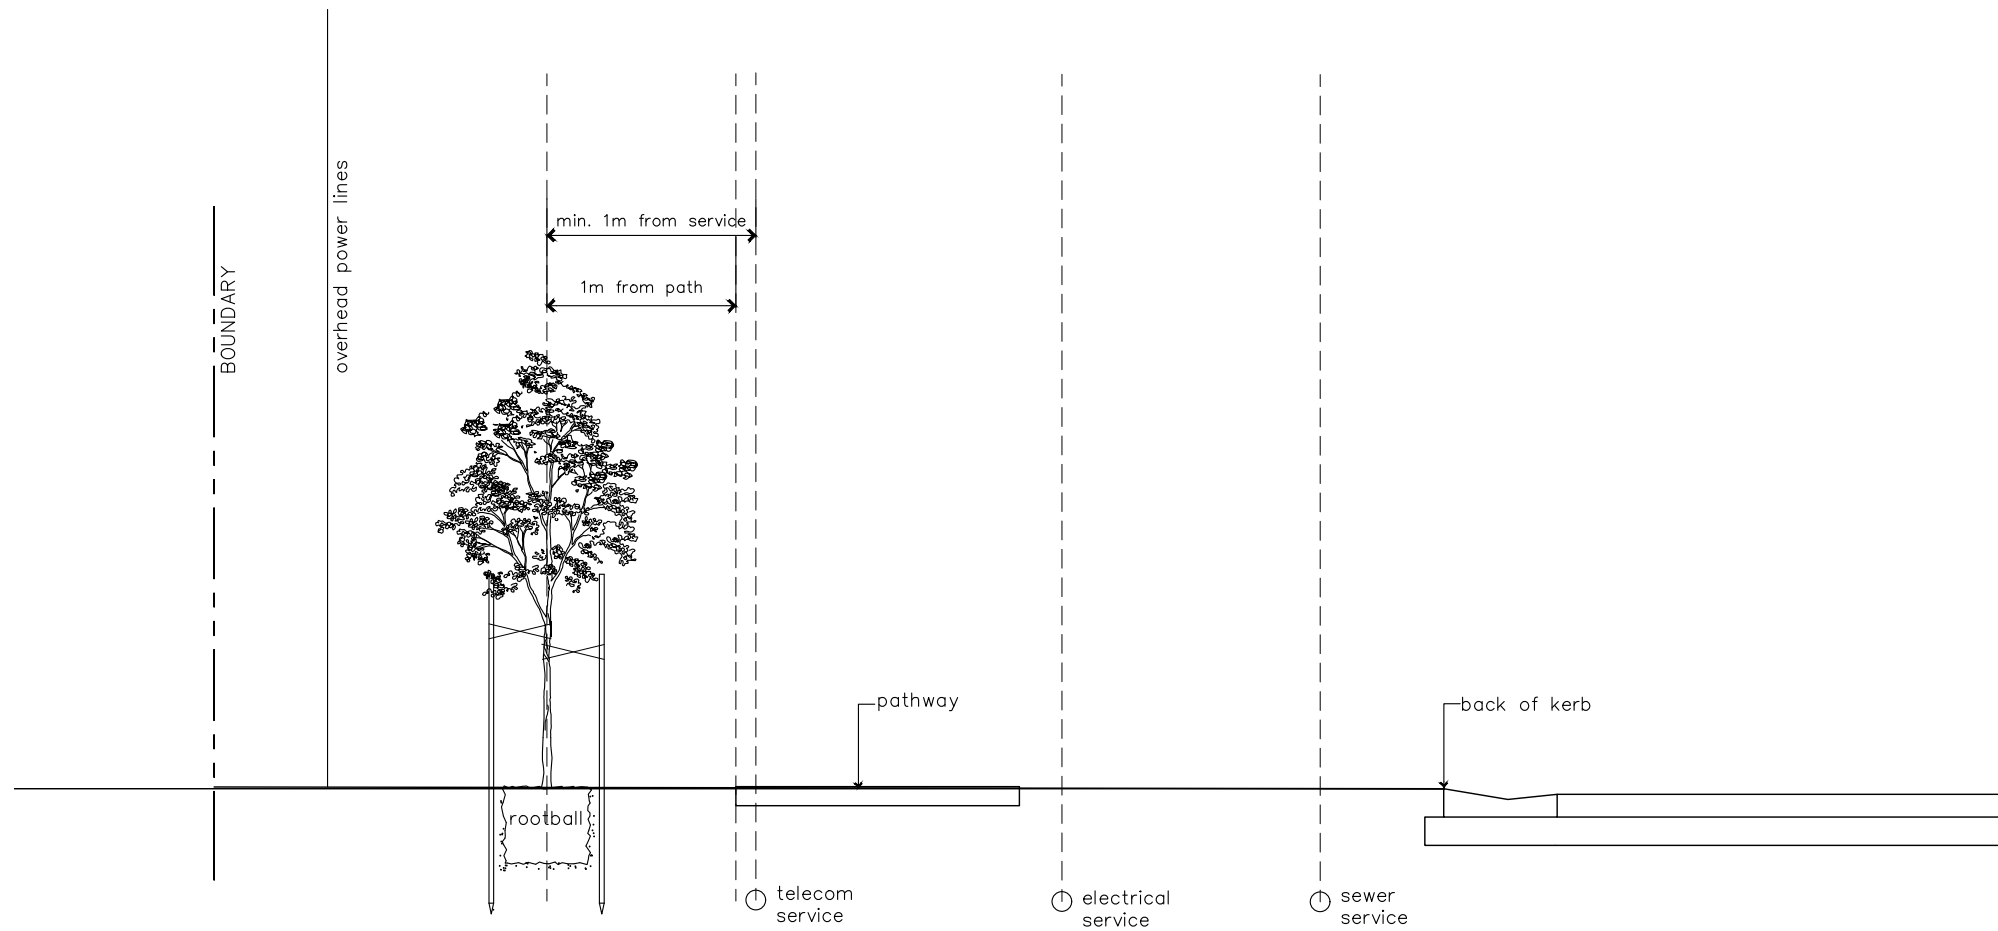 overhead power lines
BOUNDARY
min. 1m from service
1m from path
pathway
back of kerb
rootball
telecom
service
electrical
service
sewer
service